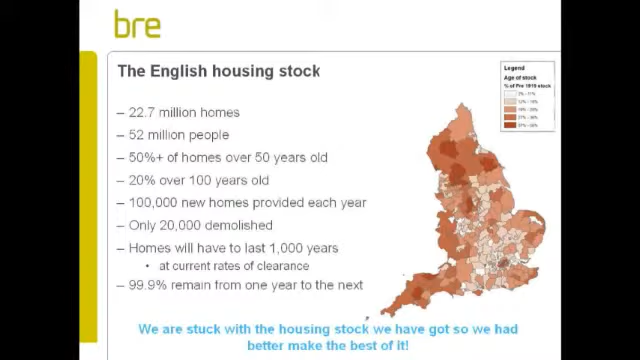 bre
The English housing stock
– 22.7 million homes
– 52 million people
– 50%+ of homes over 50 years old
– 20% over 100 years old
– 100,000 new homes provided each year
– Only 20,000 demolished
– Homes will have to last 1,000 years
• at current rates of clearance
– 99.9% remain from one year to the next
We are stuck with the housing stock we have got so we had
better make the best of it!
Legend
Age of stock
% of Pre 1919 stock